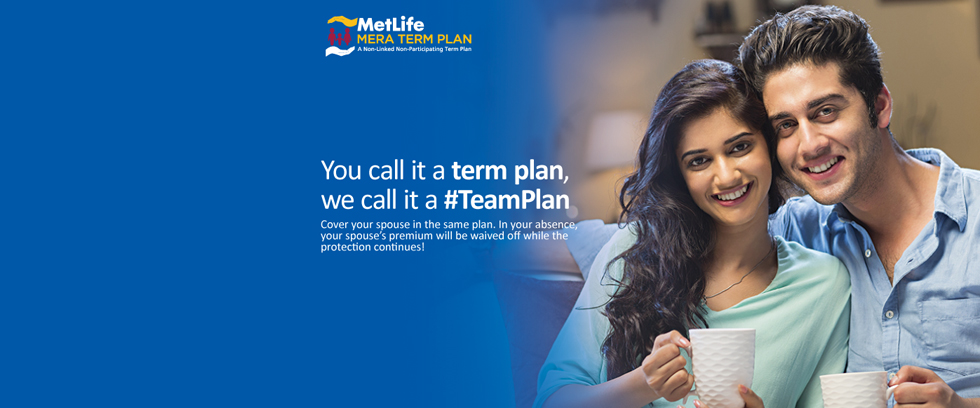 MetLife
MERA TERM PLAN
A Non-Linked Non-Participating Term Plan
You call it a term plan,
we call it a #TeamPlan
Cover your spouse in the same plan. In your absence,
your spouse's premium will be waived off while the
protection continues!